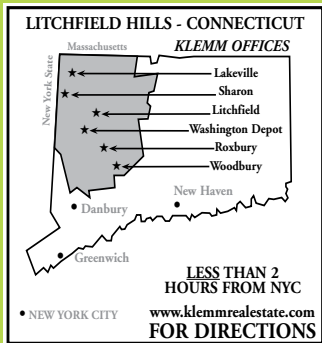 LITCHFIELD HILLS - CONNECTICUT
Massachusetts
KLEMM OFFICES
New York State
Lakeville
Sharon
Litchfield
Washington Depot
Roxbury
Woodbury
New Haven
Danbury
Greenwich
LESS THAN 2
HOURS FROM NYC
NEW YORK CITY
www.klemmrealestate.com
FOR DIRECTIONS